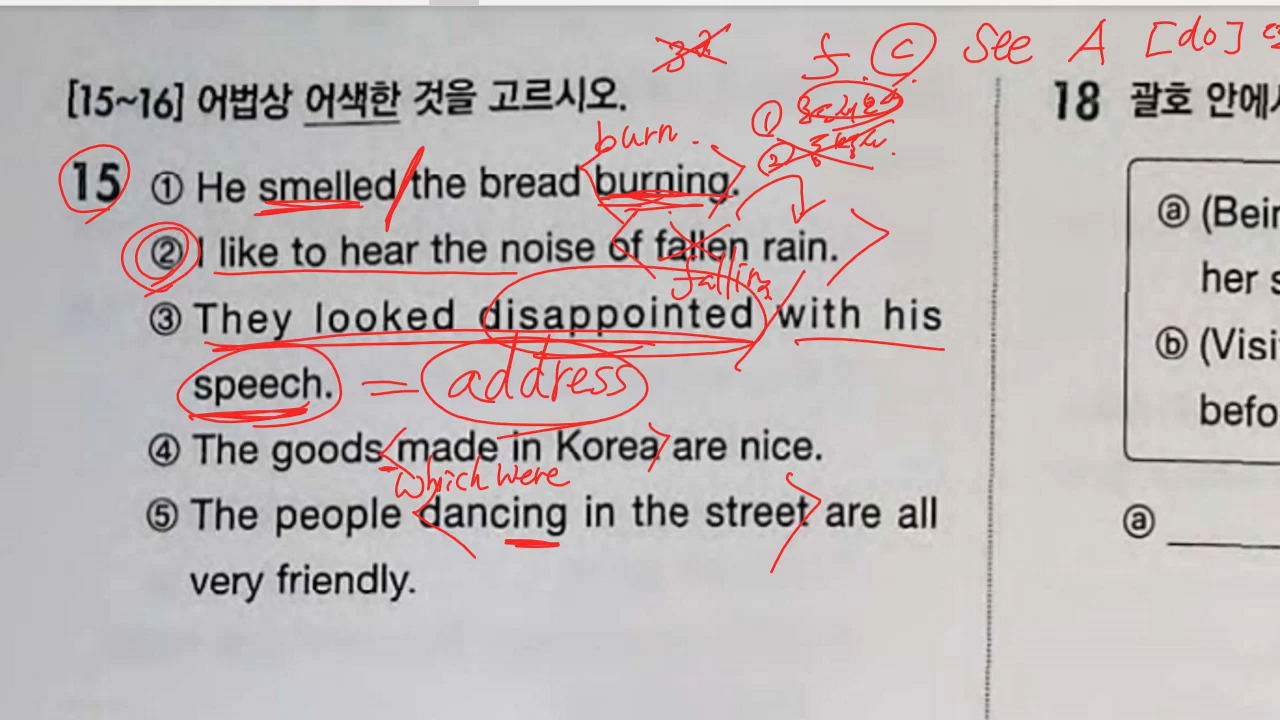 f c see A [do]
[15~16] 어법상 어색한 것을 고르시오.
burn
15 ① He smelled the bread burning.
② I like to hear the noise of fallen rain.
falling
③ They looked disappointed with his
speech. = address
④ The goods made in Korea are nice.
which were
⑤ The people dancing in the street are all
very friendly.
18 괄호 안에
ⓐ (Bein
her s
ⓑ (Visi
befo
ⓐ